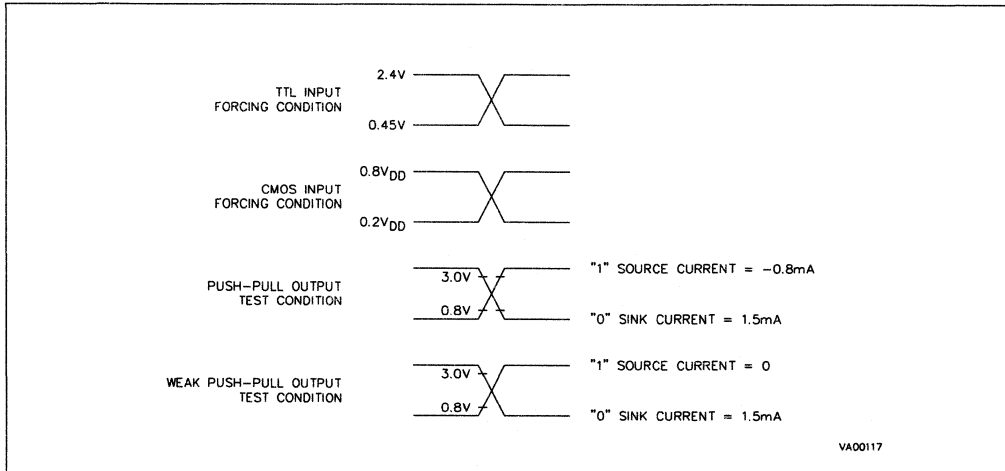 2.4V
TTL INPUT
FORCING CONDITION
0.45V
0.8VDD
CMOS INPUT
FORCING CONDITION
0.2VDD
"1" SOURCE CURRENT = -0.8mA
3.0V
PUSH-PULL OUTPUT
TEST CONDITION
0.8V
"0" SINK CURRENT = 1.5mA
"1" SOURCE CURRENT = 0
3.0V
WEAK PUSH-PULL OUTPUT
TEST CONDITION
0.8V
"0" SINK CURRENT = 1.5mA
VA00117